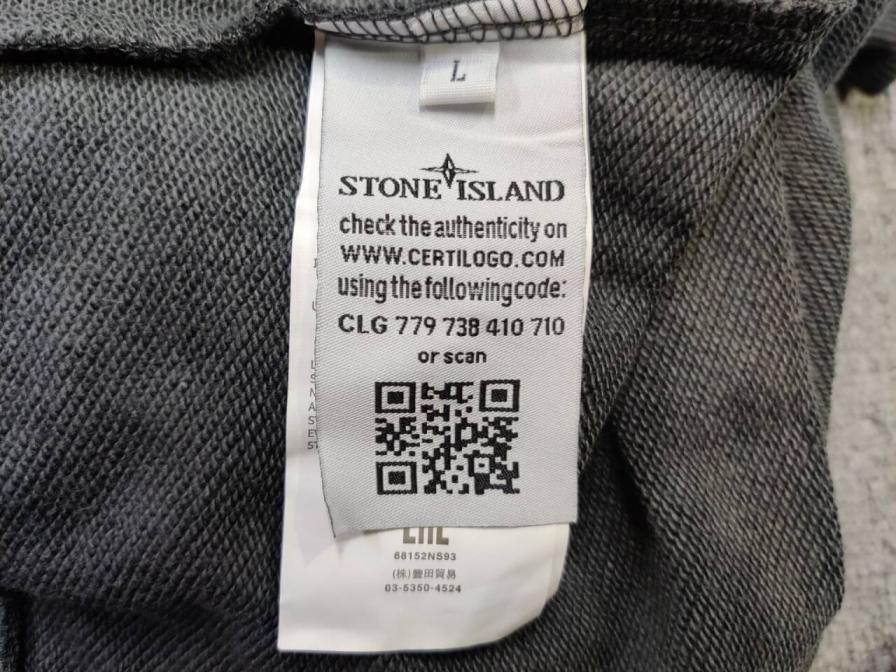 L
STONE ISLAND
check the authenticity on
WWW.CERTILOGO.COM
using the following code:
CLG 779 738 410 710
or scan
68152NS93
(株)豊田貿易
03-5350-4524